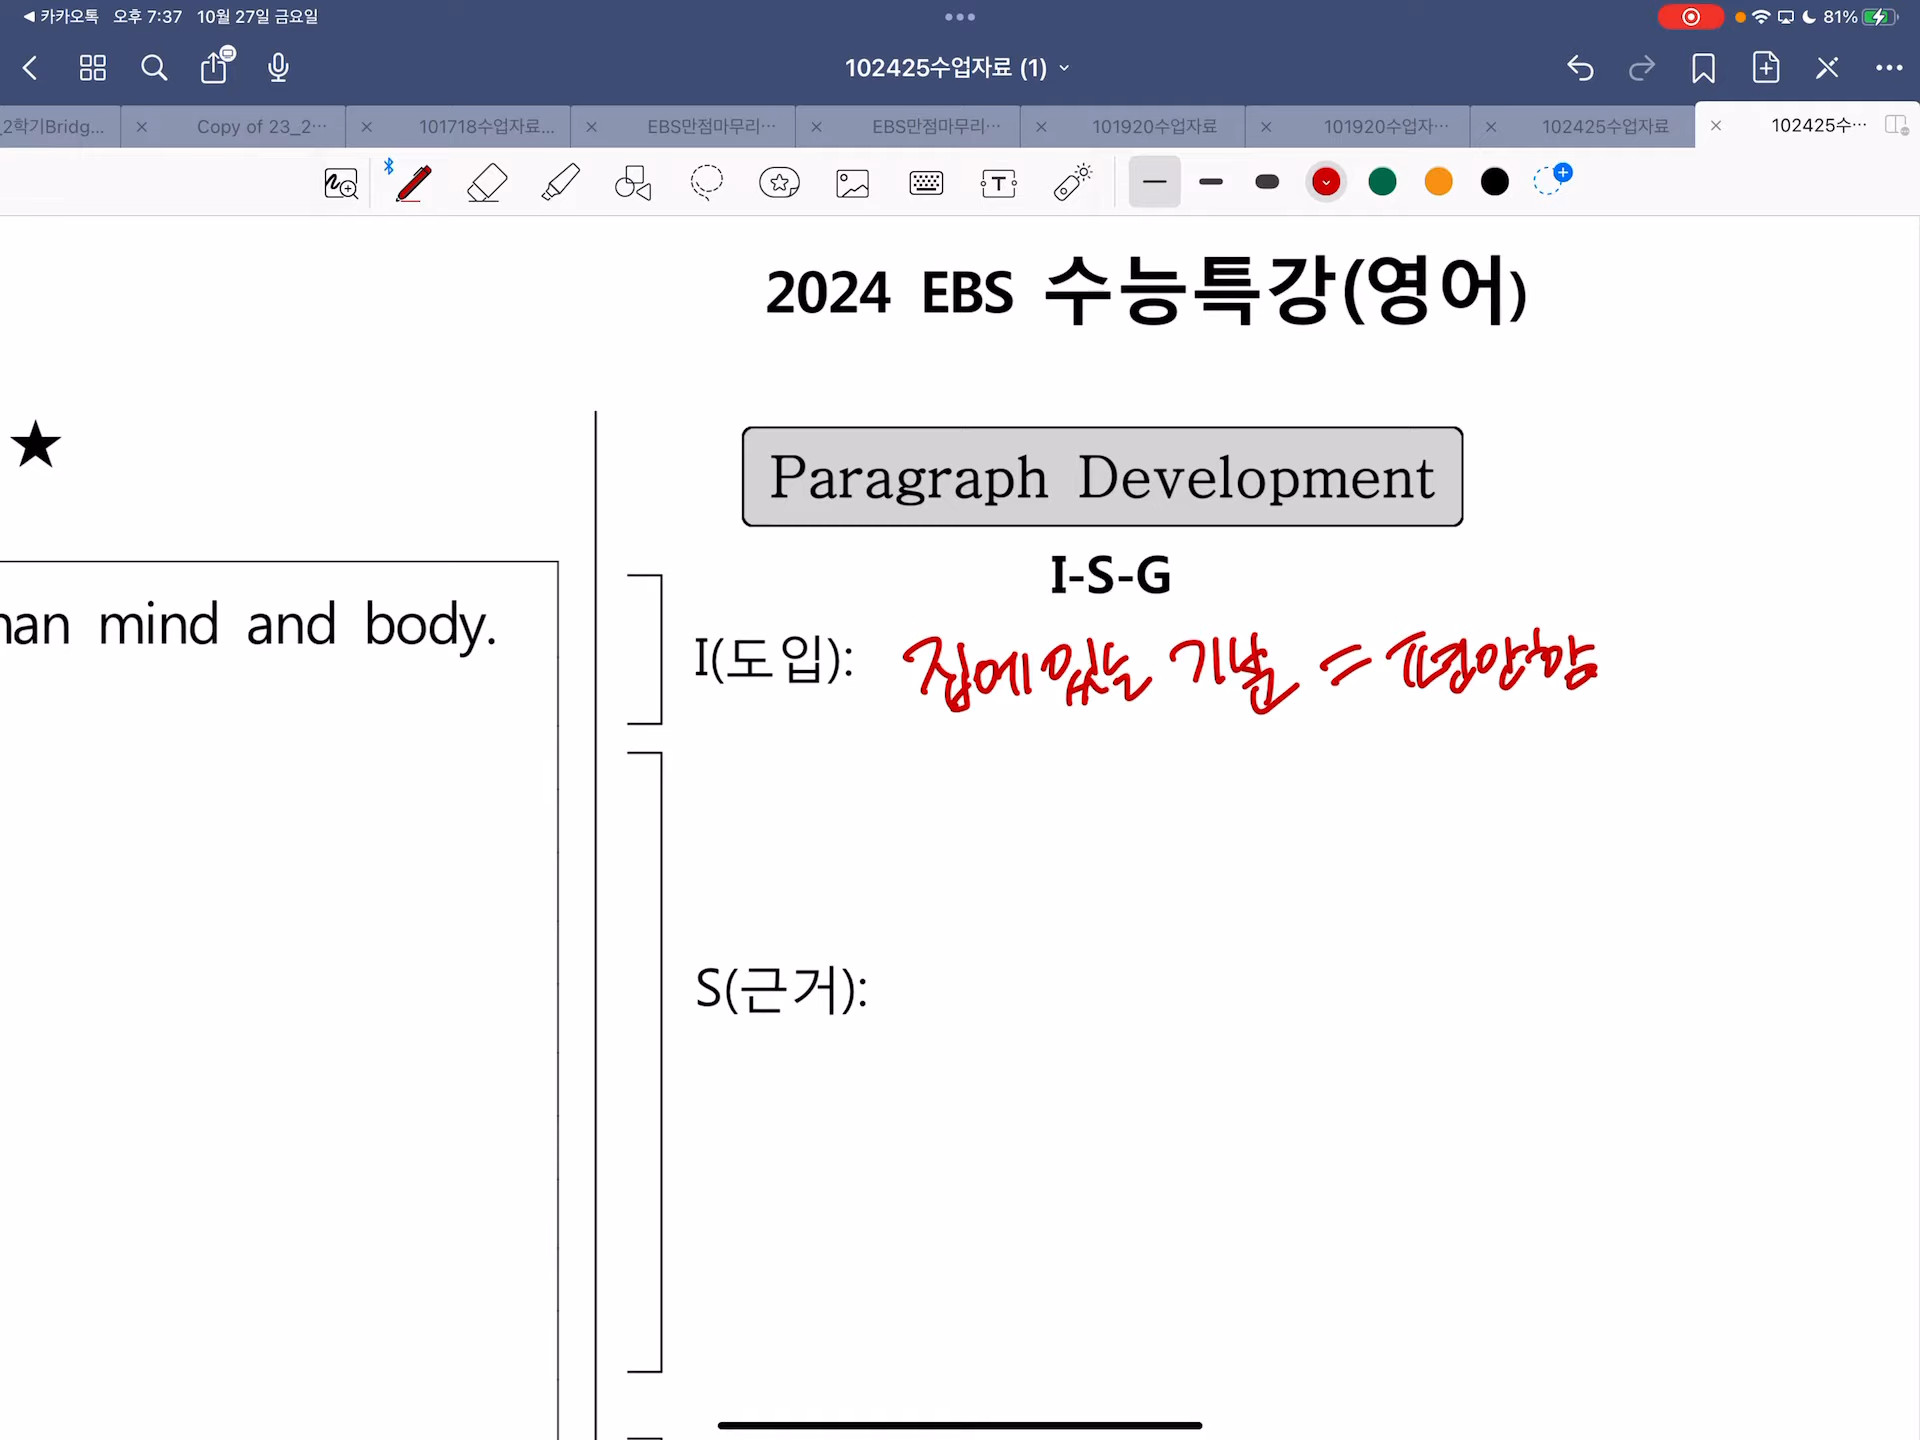 ◀ 카카오톡 오후 7:37 10월 27일 금요일 81%
102425수업자료 (1)
_2학기Bridg... Copy of 23_2... 101718수업자료... EBS만점마무리... EBS만점마무리... 101920수업자료 101920수업자... 102425수업자료 102425수...
2024 EBS 수능특강(영어)
★
Paragraph Development
I-S-G
han mind and body.
I(도입): 집에 있는 기분 = 편안함
S(근거):